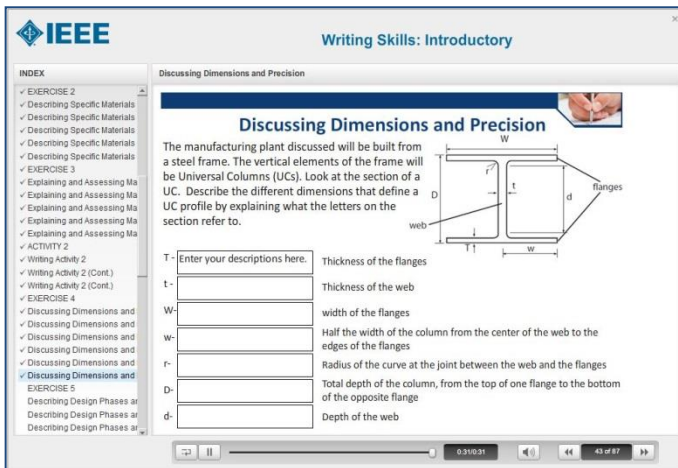 IEEE
Writing Skills: Introductory
INDEX
Discussing Dimensions and Precision
✓ EXERCISE 2
✓ Describing Specific Materials
✓ Describing Specific Materials
✓ Describing Specific Materials
✓ Describing Specific Materials
✓ Describing Specific Materials
✓ EXERCISE 3
✓ Explaining and Assessing Ma
✓ Explaining and Assessing Ma
✓ Explaining and Assessing Ma
✓ Explaining and Assessing Ma
✓ ACTIVITY 2
✓ Writing Activity 2
✓ Writing Activity 2 (Cont.)
✓ Writing Activity 2 (Cont.)
✓ EXERCISE 4
✓ Discussing Dimensions and
✓ Discussing Dimensions and
✓ Discussing Dimensions and
✓ Discussing Dimensions and
✓ Discussing Dimensions and
✓ Discussing Dimensions and
EXERCISE 5
Describing Design Phases ar
Describing Design Phases ar
Describing Design Phases ar
Discussing Dimensions and Precision
The manufacturing plant discussed will be built from
a steel frame. The vertical elements of the frame will
be Universal Columns (UCs). Look at the section of a
UC. Describe the different dimensions that define a
UC profile by explaining what the letters on the
section refer to.
W
r
D
t
d
flanges
web
T
w
T - Enter your descriptions here. Thickness of the flanges
t - Thickness of the web
W- width of the flanges
w- Half the width of the column from the center of the web to the
edges of the flanges
r- Radius of the curve at the joint between the web and the flanges
D- Total depth of the column, from the top of one flange to the bottom
of the opposite flange
d- Depth of the web
0:31/0:31
43 of 87